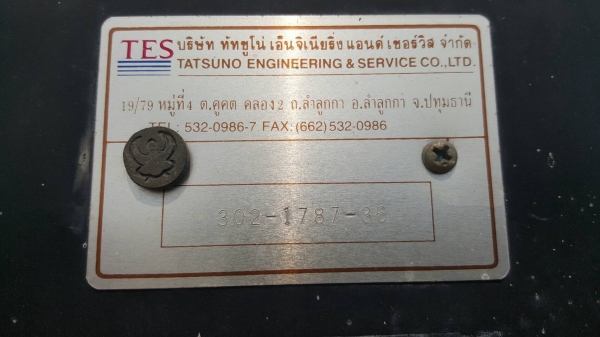 TES บริษัท ทัทซูโน่ เอ็นจิเนียริ่ง แอนด์ เซอร์วิส จำกัด
TATSUNO ENGINEERING & SERVICE CO.,LTD.
19/79 หมู่ที่ 4 ต.คูคต คลอง 2 ถ.ลำลูกกา อ.ลำลูกกา จ.ปทุมธานี
TEL: 532-0986-7 FAX:(662)532-0986
302-1787-36